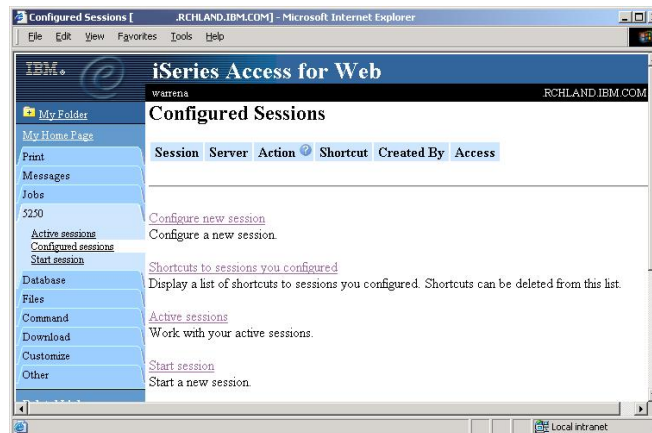 Configured Sessions [ .RCHLAND.IBM.COM] - Microsoft Internet Explorer
File Edit View Favorites Tools Help
IBM.
iSeries Access for Web
warrena .RCHLAND.IBM.COM
My Folder
My Home Page
Print
Messages
Jobs
5250
Active sessions
Configured sessions
Start session
Database
Files
Command
Download
Customize
Other
Configured Sessions
Session Server Action ? Shortcut Created By Access
Configure new session
Configure a new session.
Shortcuts to sessions you configured
Display a list of shortcuts to sessions you configured. Shortcuts can be deleted from this list.
Active sessions
Work with your active sessions.
Start session
Start a new session.
Local intranet